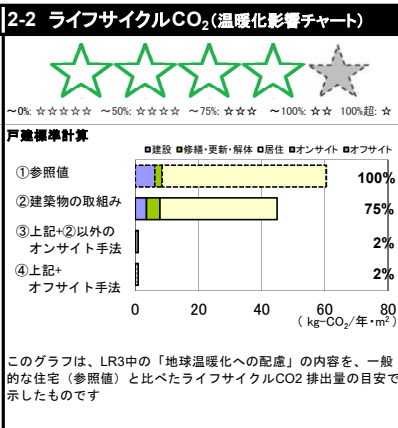 2-2 ライフサイクルCO₂(温暖化影響チャート)
～0%: ☆☆☆☆☆ ～50%: ☆☆☆☆ ～75%: ☆☆☆ ～100%: ☆☆ 100%超: ☆
戸建標準計算
■建設 ■修繕・更新・解体 □居住 ■オンサイト ■オフサイト
①参照値 100%
②建築物の取組み 75%
③上記+②以外の
オンサイト手法 2%
④上記+
オフサイト手法 2%
0 20 40 60 80
( kg-CO₂/年・m² )
このグラフは、LR3中の「地球温暖化への配慮」の内容を、一般
的な住宅（参照値）と比べたライフサイクルCO2 排出量の目安で
示したものです